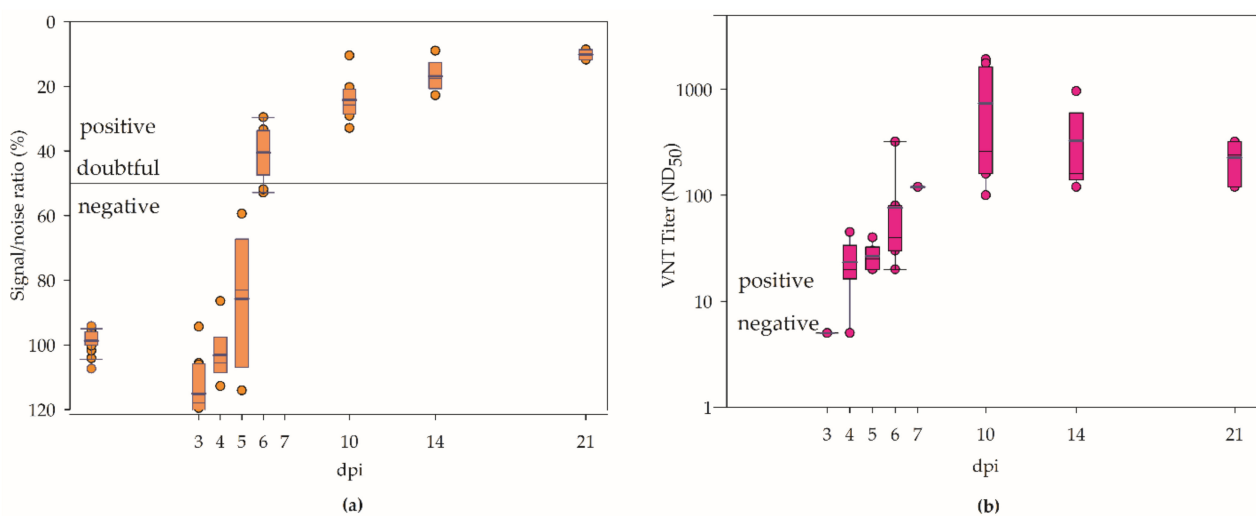 0
20
40
60
80
100
120
Signal/noise ratio (%)
positive
doubtful
negative
3 4 5 6 7 10 14 21
dpi
(a)
1000
100
10
1
VNT Titer (ND50)
positive
negative
3 4 5 6 7 10 14 21
dpi
(b)